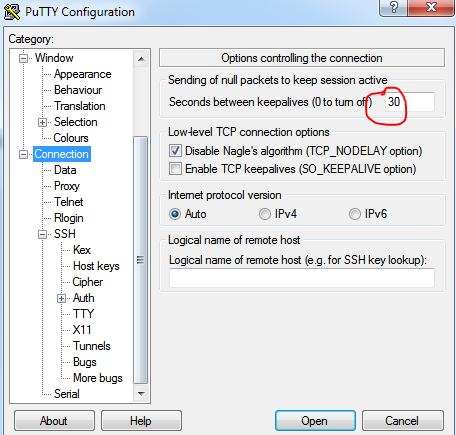 PuTTY Configuration
?
Category:
Window
Appearance
Behaviour
Translation
Selection
Colours
Connection
Data
Proxy
Telnet
Rlogin
SSH
Kex
Host keys
Cipher
Auth
TTY
X11
Tunnels
Bugs
More bugs
Serial
Options controlling the connection
Sending of null packets to keep session active
Seconds between keepalives (0 to turn off) 30
Low-level TCP connection options
Disable Nagle's algorithm (TCP_NODELAY option)
Enable TCP keepalives (SO_KEEPALIVE option)
Internet protocol version
Auto IPv4 IPv6
Logical name of remote host
Logical name of remote host (e.g. for SSH key lookup):
About Help Open Cancel